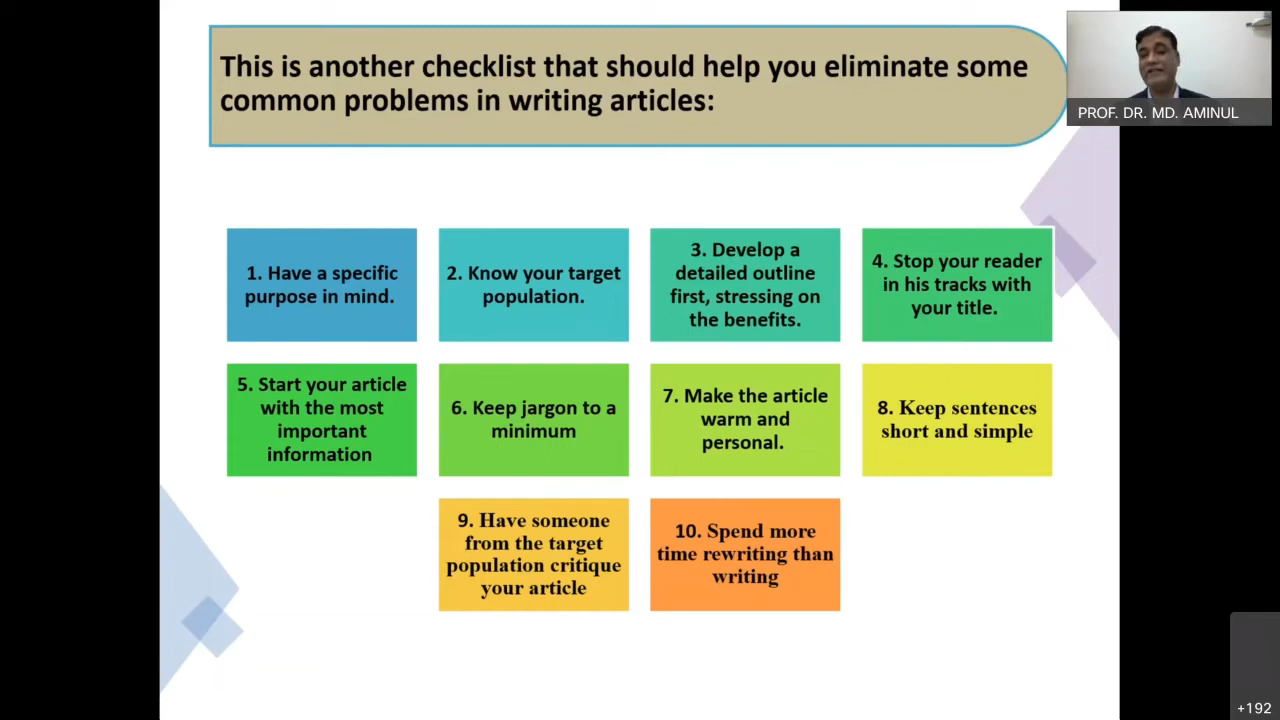 This is another checklist that should help you eliminate some
common problems in writing articles:
PROF. DR. MD. AMINUL
1. Have a specific
purpose in mind.
2. Know your target
population.
3. Develop a
detailed outline
first, stressing on
the benefits.
4. Stop your reader
in his tracks with
your title.
5. Start your article
with the most
important
information
6. Keep jargon to a
minimum
7. Make the article
warm and
personal.
8. Keep sentences
short and simple
9. Have someone
from the target
population critique
your article
10. Spend more
time rewriting than
writing
+192